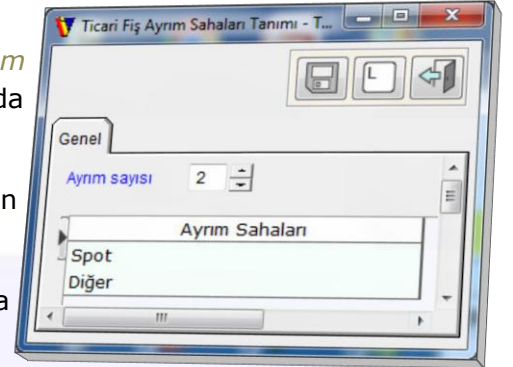 Ticari Fiş Ayrım Sahaları Tanımı - T...
L
Genel
Ayrım sayısı 2
Ayrım Sahaları
Spot
Diğer